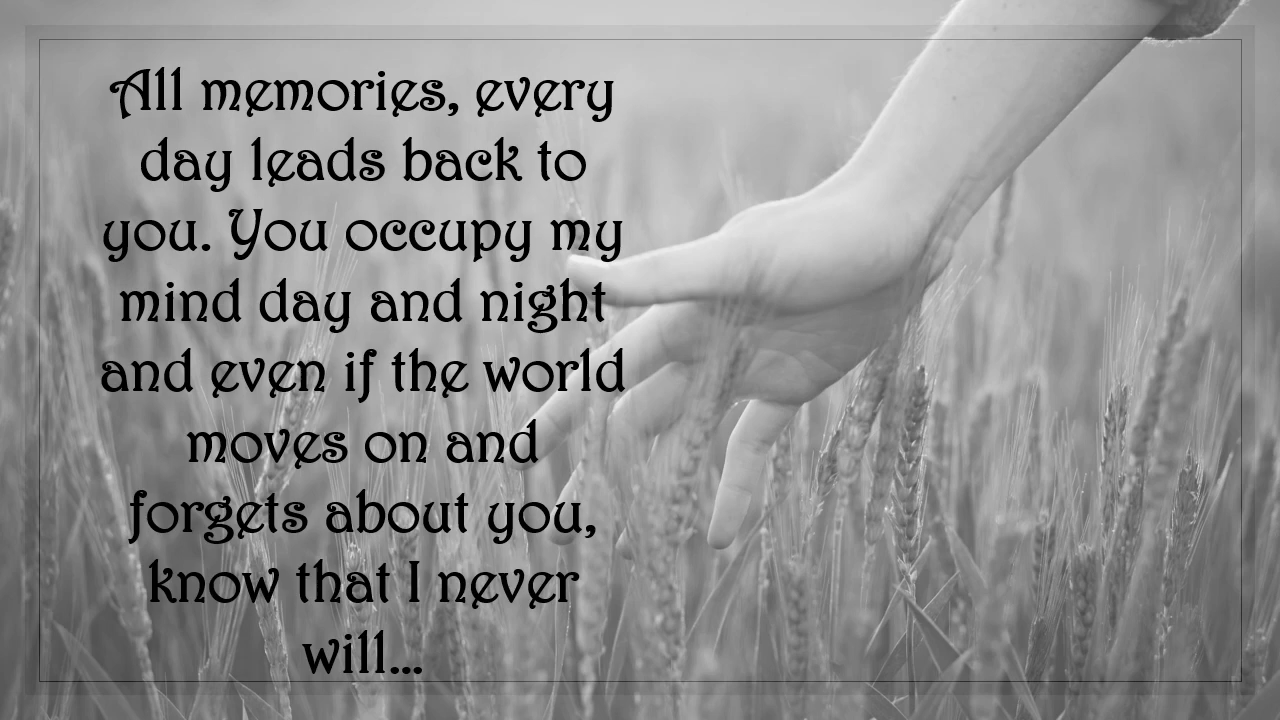 All memories, every
day leads back to
you. You occupy my
mind day and night
and even if the world
moves on and
forgets about you,
know that I never
will...